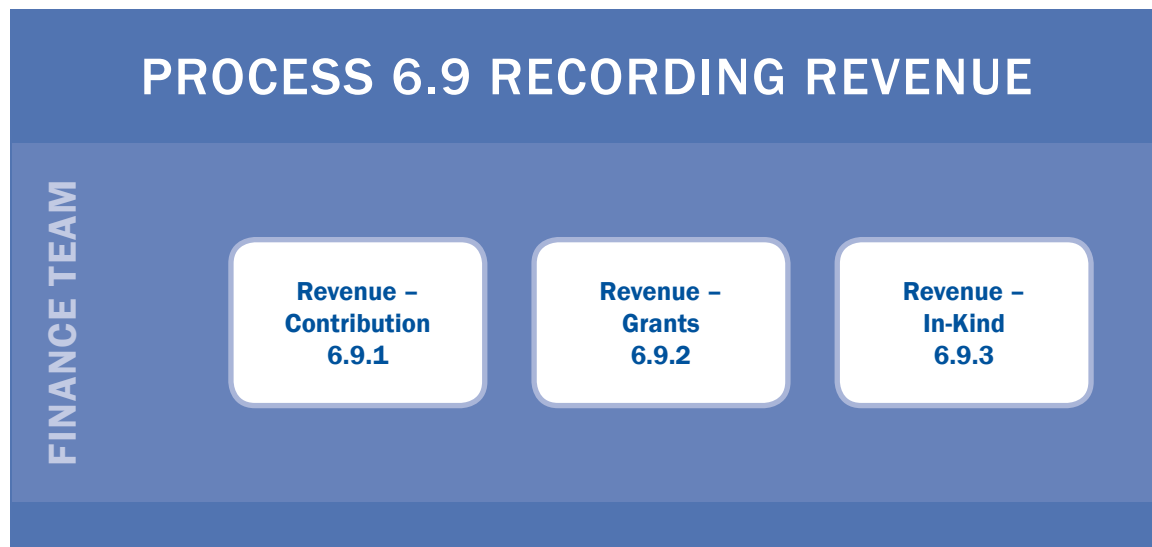 PROCESS 6.9 RECORDING REVENUE
FINANCE TEAM
Revenue –
Contribution
6.9.1
Revenue –
Grants
6.9.2
Revenue –
In-Kind
6.9.3